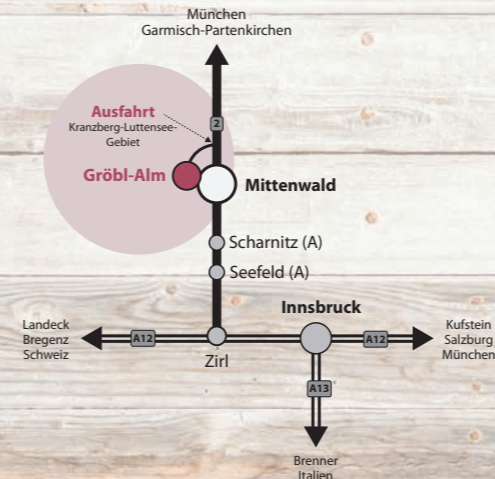 München
Garmisch-Partenkirchen
Ausfahrt
Kranzberg-Luttensee-
Gebiet
2
Gröbl-Alm
Mittenwald
Scharnitz (A)
Seefeld (A)
Innsbruck
Landeck
Bregenz
Schweiz
A12
Zirl
A12
Kufstein
Salzburg
München
A13
Brenner
Italien